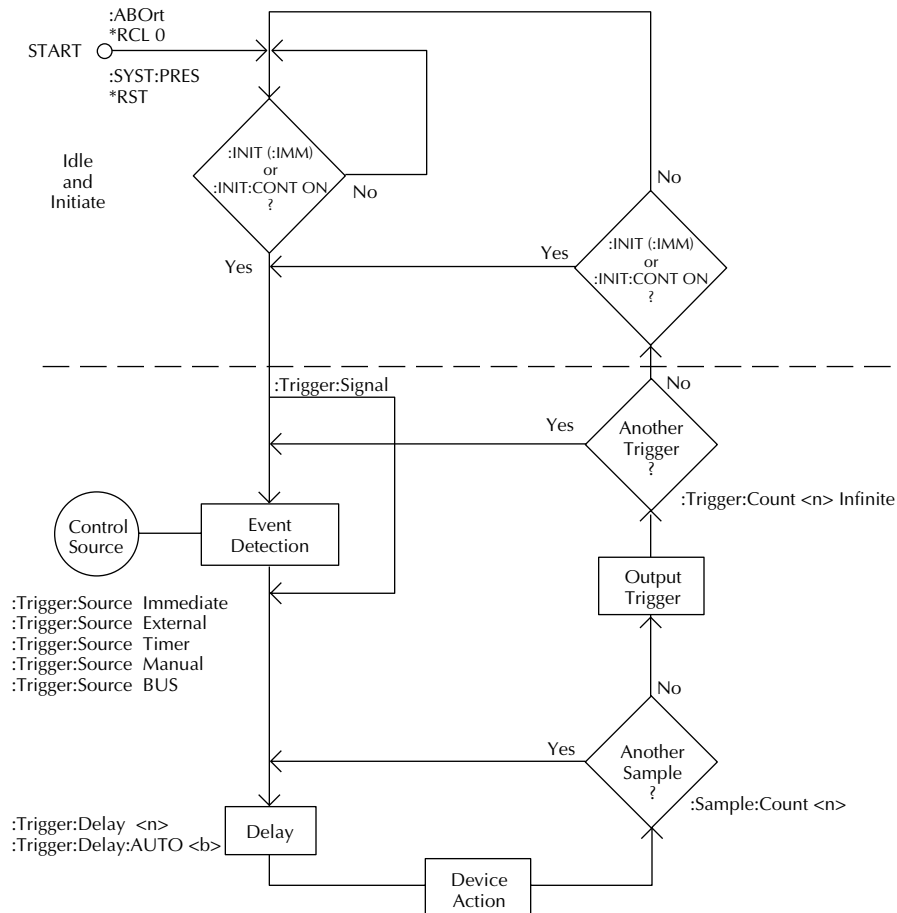 :ABOrt
*RCL 0
START
:SYST:PRES
*RST
Idle
and
Initiate
:INIT (:IMM)
or
:INIT:CONT ON
?
No
Yes
No
:INIT (:IMM)
or
:INIT:CONT ON
?
Yes
:Trigger:Signal
No
Another
Trigger
?
Yes
:Trigger:Count <n> Infinite
Control
Source
Event
Detection
Output
Trigger
:Trigger:Source Immediate
:Trigger:Source External
:Trigger:Source Timer
:Trigger:Source Manual
:Trigger:Source BUS
No
Another
Sample
?
Yes
:Sample:Count <n>
:Trigger:Delay <n>
:Trigger:Delay:AUTO <b>
Delay
Device
Action